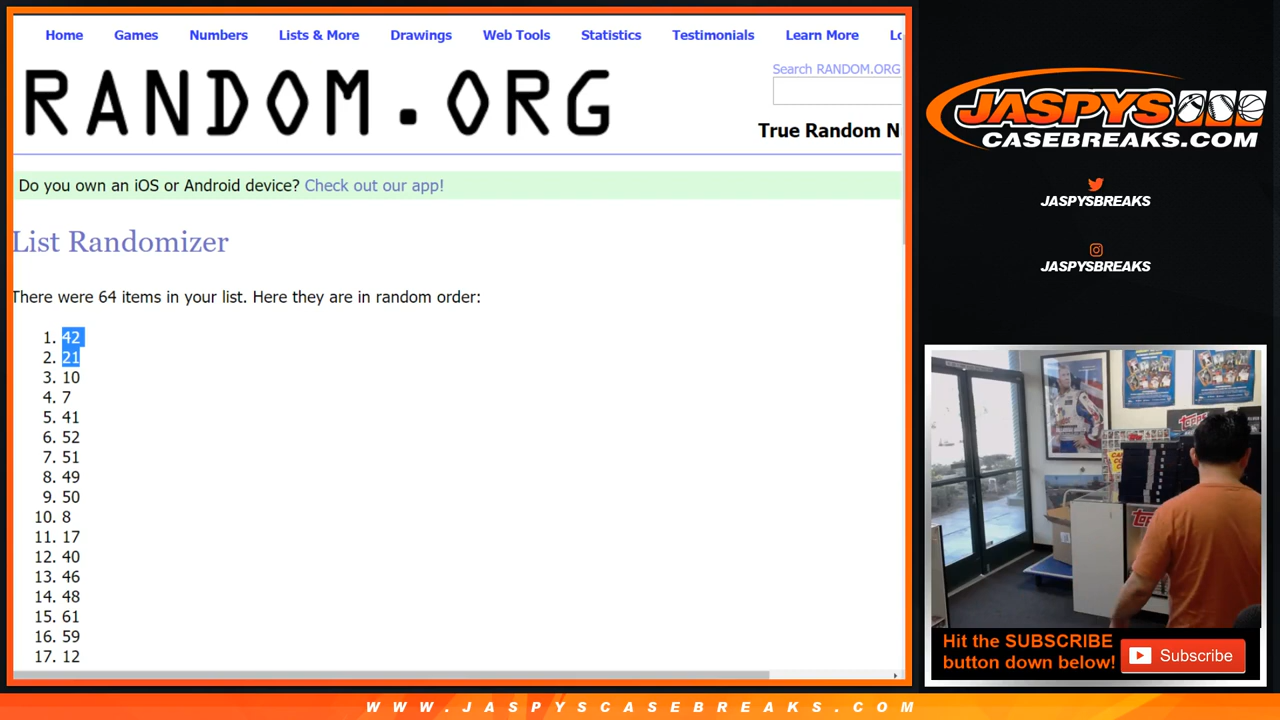 Home Games Numbers Lists & More Drawings Web Tools Statistics Testimonials Learn More
Search RANDOM.ORG
RANDOM.ORG
True Random N
Do you own an iOS or Android device? Check out our app!
List Randomizer
There were 64 items in your list. Here they are in random order:
1. 42
2. 21
3. 10
4. 7
5. 41
6. 52
7. 51
8. 49
9. 50
10. 8
11. 17
12. 40
13. 46
14. 48
15. 61
16. 59
17. 12
JASPYS
CASEBREAKS.COM
JASPYSBREAKS
JASPYSBREAKS
Hit the SUBSCRIBE
button down below!
Subscribe
WWW.JASPYSCASEBREAKS.COM